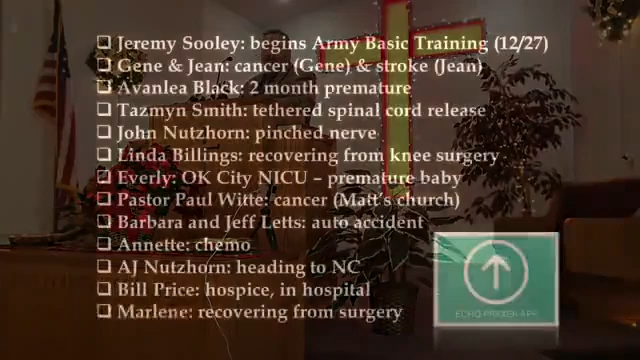 ❑ Jeremy Sooley: begins Army Basic Training (12/27)
❑ Gene & Jean: cancer (Gene) & stroke (Jean)
❑ Avanlea Black: 2 month premature
❑ Tazmyn Smith: tethered spinal cord release
❑ John Nutzhorn: pinched nerve
❑ Linda Billings: recovering from knee surgery
❑ Everly: OK City NICU – premature baby
❑ Pastor Paul Witte: cancer (Matt's church)
❑ Barbara and Jeff Letts: auto accident
❑ Annette: chemo
❑ AJ Nutzhorn: heading to NC
❑ Bill Price: hospice, in hospital
❑ Marlene: recovering from surgery
ECHO PRAYER APP